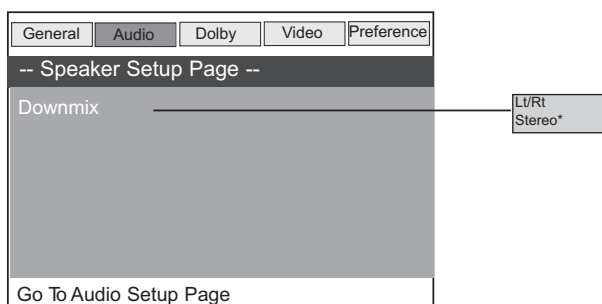 General Audio Dolby Video Preference
-- Speaker Setup Page --
Downmix
Lt/Rt
Stereo*
Go To Audio Setup Page